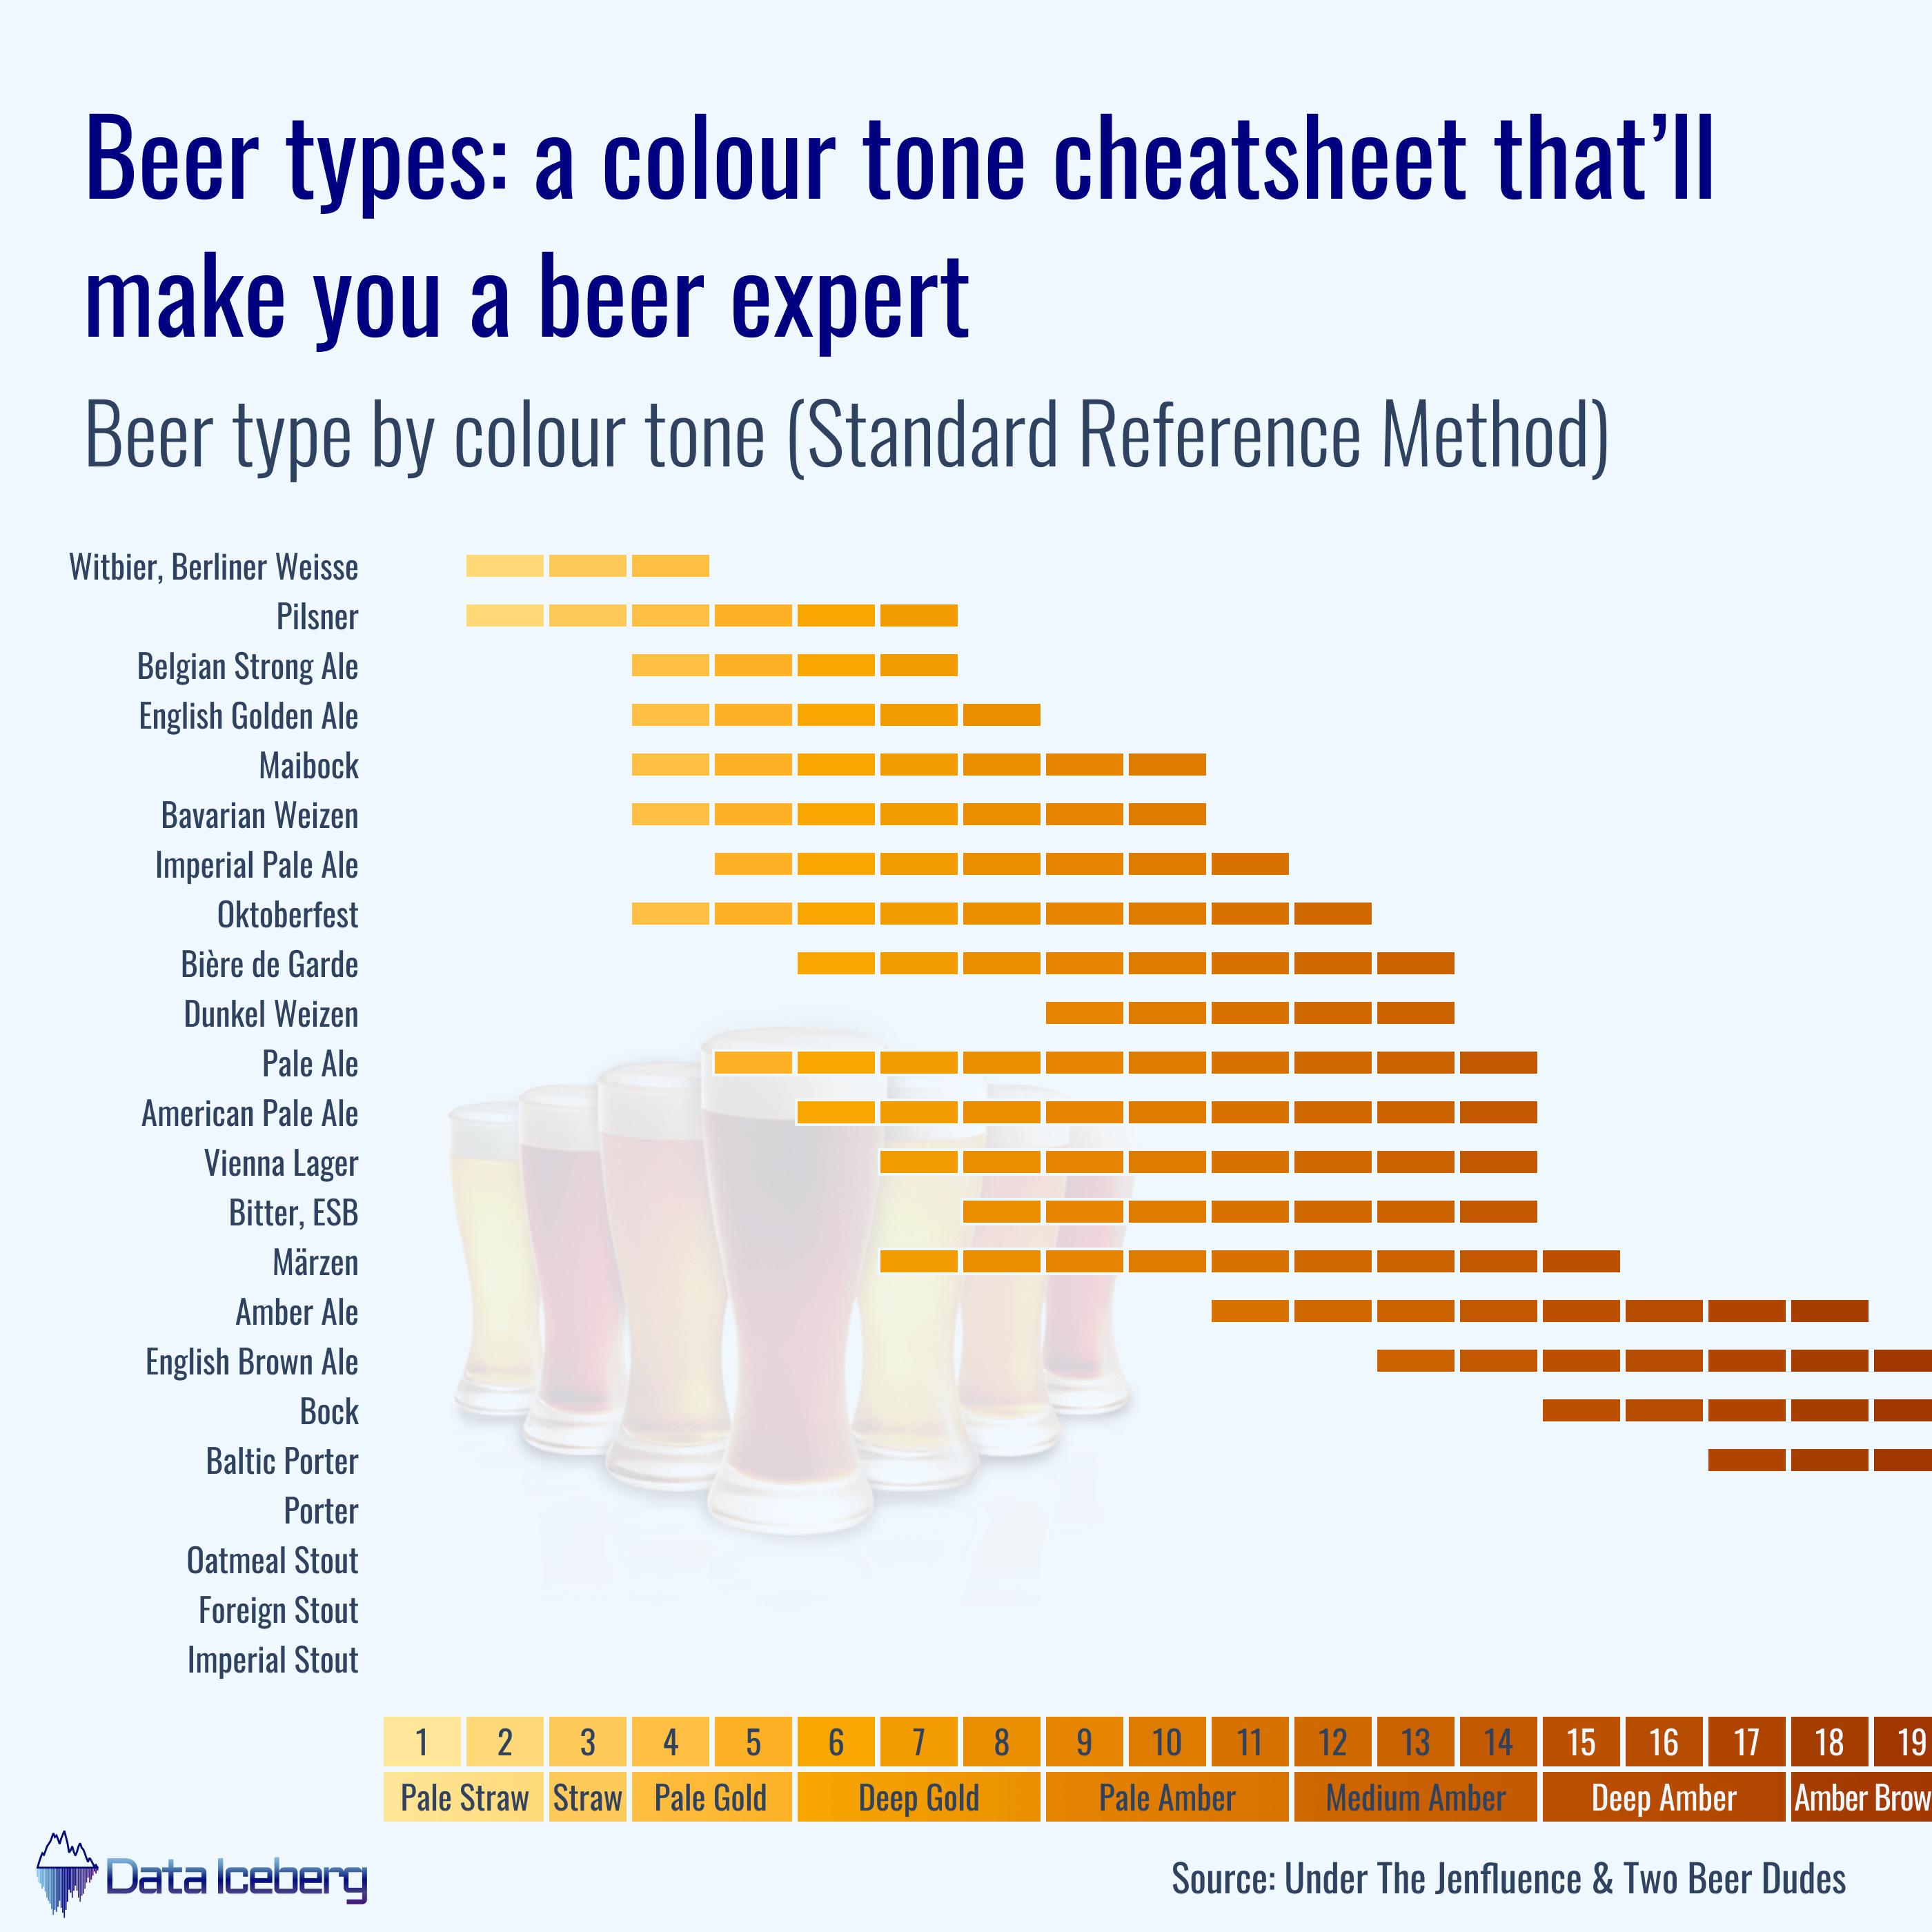 Beer types: a colour tone cheatsheet that’ll
make you a beer expert
Beer type by colour tone (Standard Reference Method)
Witbier, Berliner Weisse
Pilsner
Belgian Strong Ale
English Golden Ale
Maibock
Bavarian Weizen
Imperial Pale Ale
Oktoberfest
Bière de Garde
Dunkel Weizen
Pale Ale
American Pale Ale
Vienna Lager
Bitter, ESB
Märzen
Amber Ale
English Brown Ale
Bock
Baltic Porter
Porter
Oatmeal Stout
Foreign Stout
Imperial Stout
1 2 3 4 5 6 7 8 9 10 11 12 13 14 15 16 17 18 19
Pale Straw Straw Pale Gold Deep Gold Pale Amber Medium Amber Deep Amber Amber Brow
Data Iceberg
Source: Under The Jenfluence & Two Beer Dudes